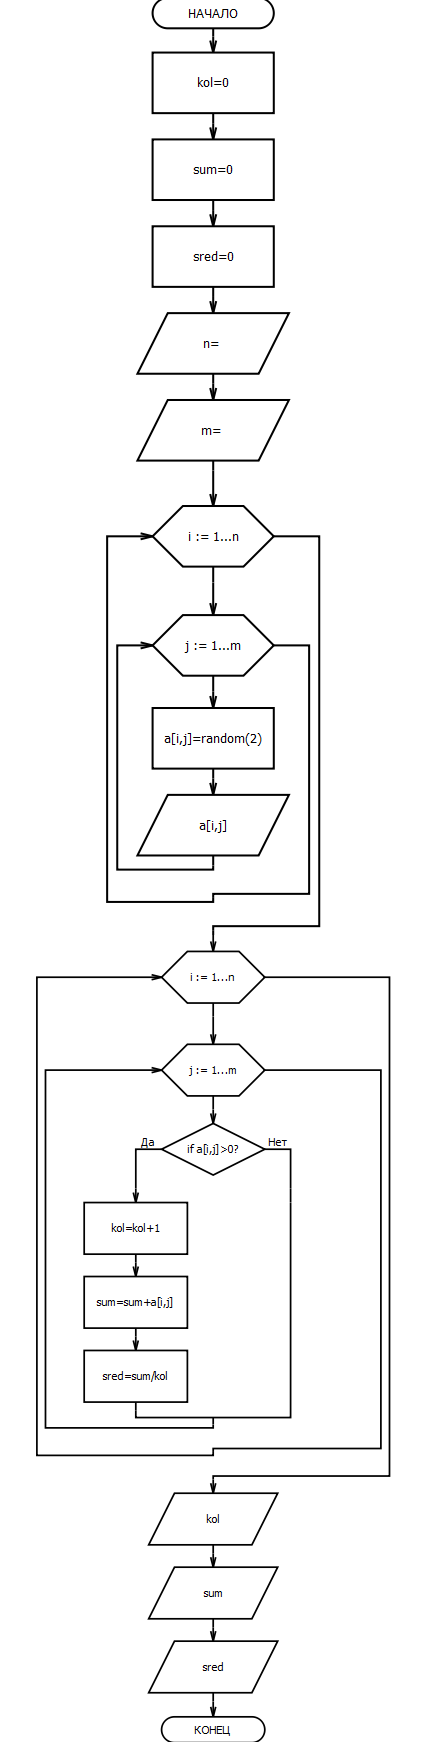 НАЧАЛО
kol=0
sum=0
sred=0
n=
m=
i := 1...n
j := 1...m
a[i,j]=random(2)
a[i,j]
i := 1...n
j := 1...m
if a[i,j]>0?
Да
Нет
kol=kol+1
sum=sum+a[i,j]
sred=sum/kol
kol
sum
sred
КОНЕЦ